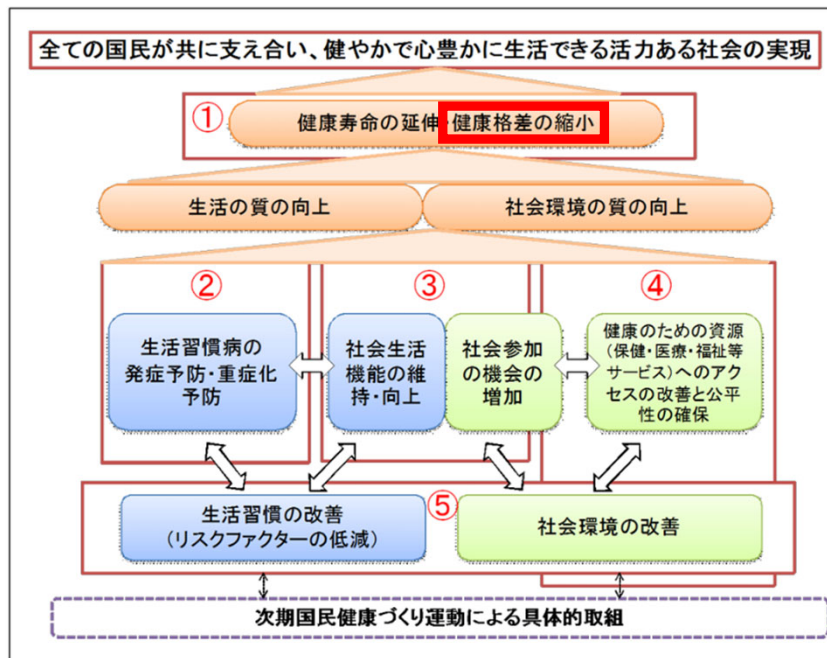 全ての国民が共に支え合い、健やかで心豊かに生活できる活力ある社会の実現
①
健康寿命の延伸・健康格差の縮小
生活の質の向上
社会環境の質の向上
②
生活習慣病の
発症予防・重症化
予防
③
社会生活
機能の維
持・向上
社会参加
の機会の
増加
④
健康のための資源
(保健・医療・福祉等
サービス)へのアク
セスの改善と公平
性の確保
⑤
生活習慣の改善
(リスクファクターの低減)
社会環境の改善
次期国民健康づくり運動による具体的取組